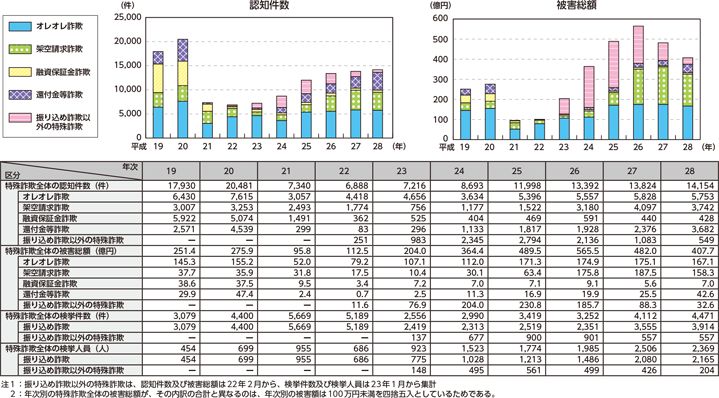 オレオレ詐欺
架空請求詐欺
融資保証金詐欺
還付金等詐欺
振り込め詐欺以外の特殊詐欺
認知件数
(件)
25,000
20,000
15,000
10,000
5,000
0
平成 19 20 21 22 23 24 25 26 27 28 (年)
被害総額
(億円)
600
500
400
300
200
100
0
平成 19 20 21 22 23 24 25 26 27 28 (年)
区分 年次 19 20 21 22 23 24 25 26 27 28
特殊詐欺全体の認知件数（件） 17,930 20,481 7,340 6,888 7,216 8,693 11,998 13,392 13,824 14,154
オレオレ詐欺 6,430 7,615 3,057 4,418 4,656 3,634 5,396 5,557 5,828 5,753
架空請求詐欺 3,007 3,253 2,493 1,774 756 1,177 1,522 3,180 4,097 3,742
融資保証金詐欺 5,922 5,074 1,491 362 525 404 469 591 440 428
還付金等詐欺 2,571 4,539 299 83 296 1,133 1,817 1,928 2,376 3,682
振り込め詐欺以外の特殊詐欺 － － － 251 983 2,345 2,794 2,136 1,083 549
特殊詐欺全体の被害総額（億円） 251.4 275.9 95.8 112.5 204.0 364.4 489.5 565.5 482.0 407.7
オレオレ詐欺 145.3 155.2 52.0 79.2 107.1 112.0 171.3 174.9 175.1 167.1
架空請求詐欺 37.7 35.9 31.8 17.5 10.4 30.1 63.4 175.8 187.5 158.3
融資保証金詐欺 38.6 37.5 9.5 3.4 7.2 7.0 7.1 9.1 5.6 7.0
還付金等詐欺 29.9 47.4 2.4 0.7 2.5 11.3 16.9 19.9 25.5 42.6
振り込め詐欺以外の特殊詐欺 － － － 11.6 76.9 204.0 230.8 185.7 88.3 32.6
特殊詐欺全体の検挙件数（件） 3,079 4,400 5,669 5,189 2,556 2,990 3,419 3,252 4,112 4,471
振り込め詐欺 3,079 4,400 5,669 5,189 2,419 2,313 2,519 2,351 3,555 3,914
振り込め詐欺以外の特殊詐欺 － － － － 137 677 900 901 557 557
特殊詐欺全体の検挙人員（人） 454 699 955 686 923 1,523 1,774 1,985 2,506 2,369
振り込め詐欺 454 699 955 686 775 1,028 1,213 1,486 2,080 2,165
振り込め詐欺以外の特殊詐欺 － － － － 148 495 561 499 426 204
注1：振り込め詐欺以外の特殊詐欺は、認知件数及び被害総額は22年2月から、検挙件数及び検挙人員は23年1月から集計
2：年次別の特殊詐欺全体の被害総額が、その内訳の合計と異なるのは、年次別の被害額は100万円未満を四捨五入としているためである。